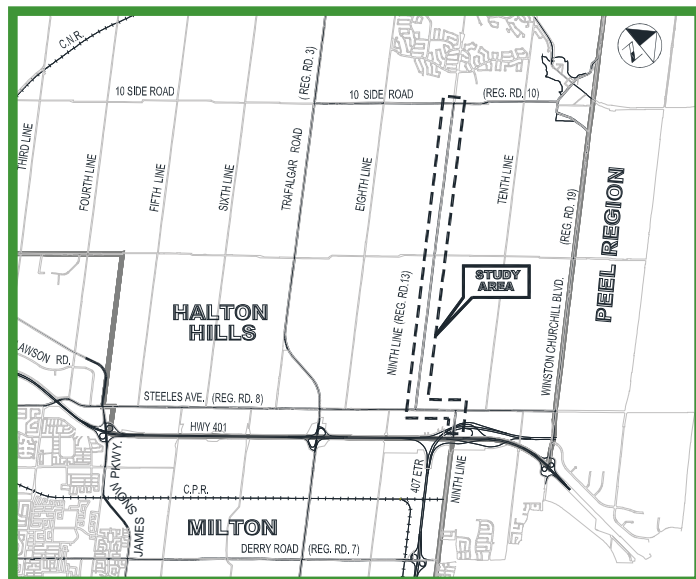 C.N.R.
(REG. RD. 3)
10 SIDE ROAD
10 SIDE ROAD
(REG. RD. 10)
THIRD LINE
FOURTH LINE
FIFTH LINE
SIXTH LINE
TRAFALGAR ROAD
EIGHTH LINE
TENTH LINE
(REG. RD. 19)
PEEL REGION
NINTH LINE (REG. RD.13)
STUDY
AREA
HALTON
HILLS
WINSTON CHURCHILL BLVD.
AWSON RD.
STEELES AVE. (REG. RD. 8)
HWY 401
407 ETR
NINTH LINE
C.P.R.
JAMES SNOW PKWY.
MILTON
DERRY ROAD (REG. RD. 7)